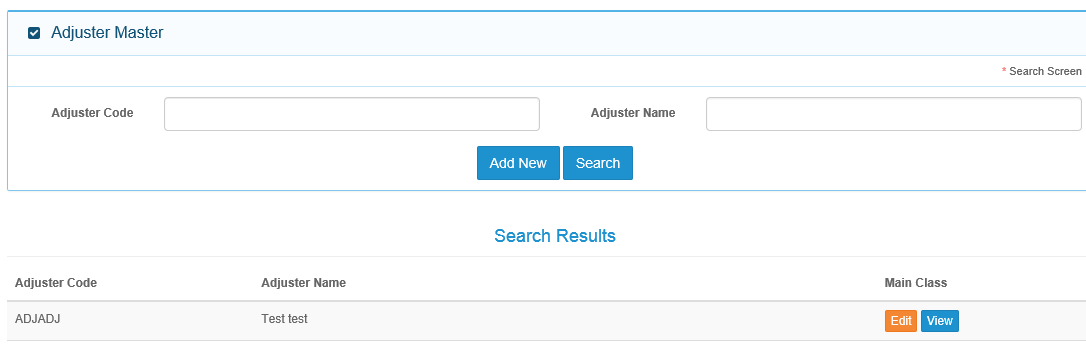 Adjuster Master
* Search Screen
Adjuster Code Adjuster Name
Add New Search
Search Results
Adjuster Code Adjuster Name Main Class
ADJADJ Test test Edit View